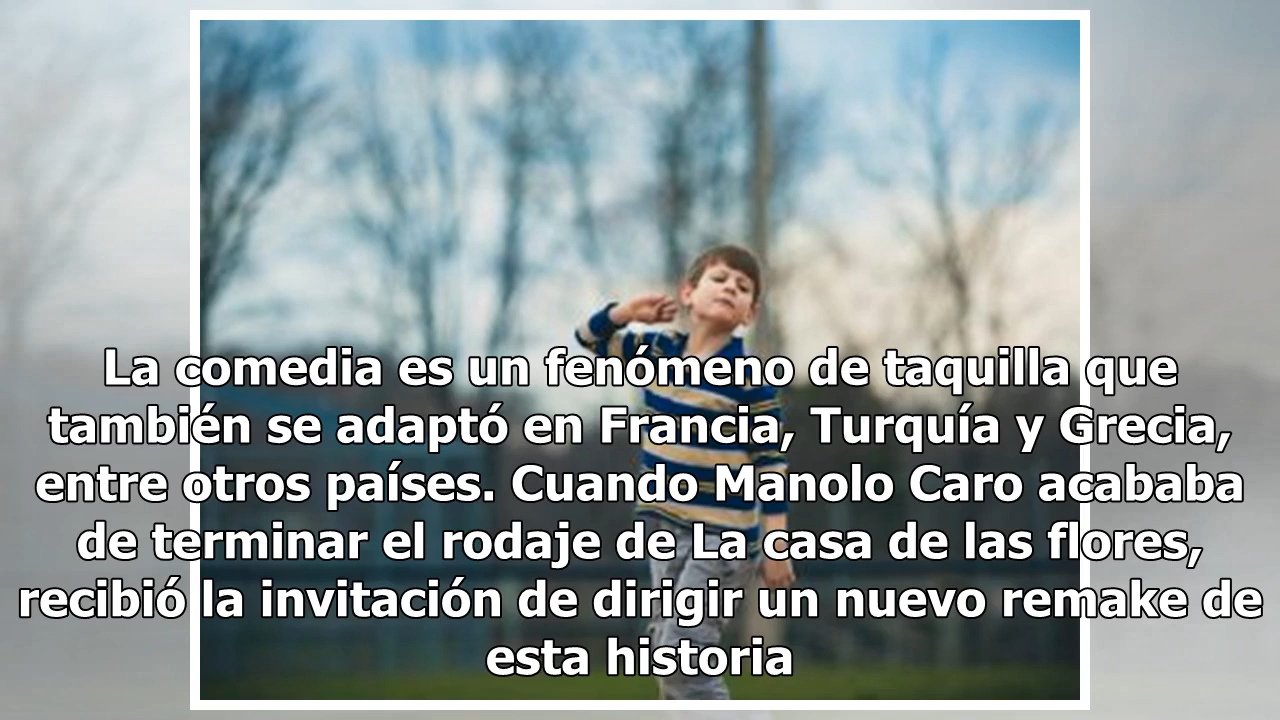 La comedia es un fenómeno de taquilla que
también se adaptó en Francia, Turquía y Grecia,
entre otros países. Cuando Manolo Caro acababa
de terminar el rodaje de La casa de las flores,
recibió la invitación de dirigir un nuevo remake de
esta historia